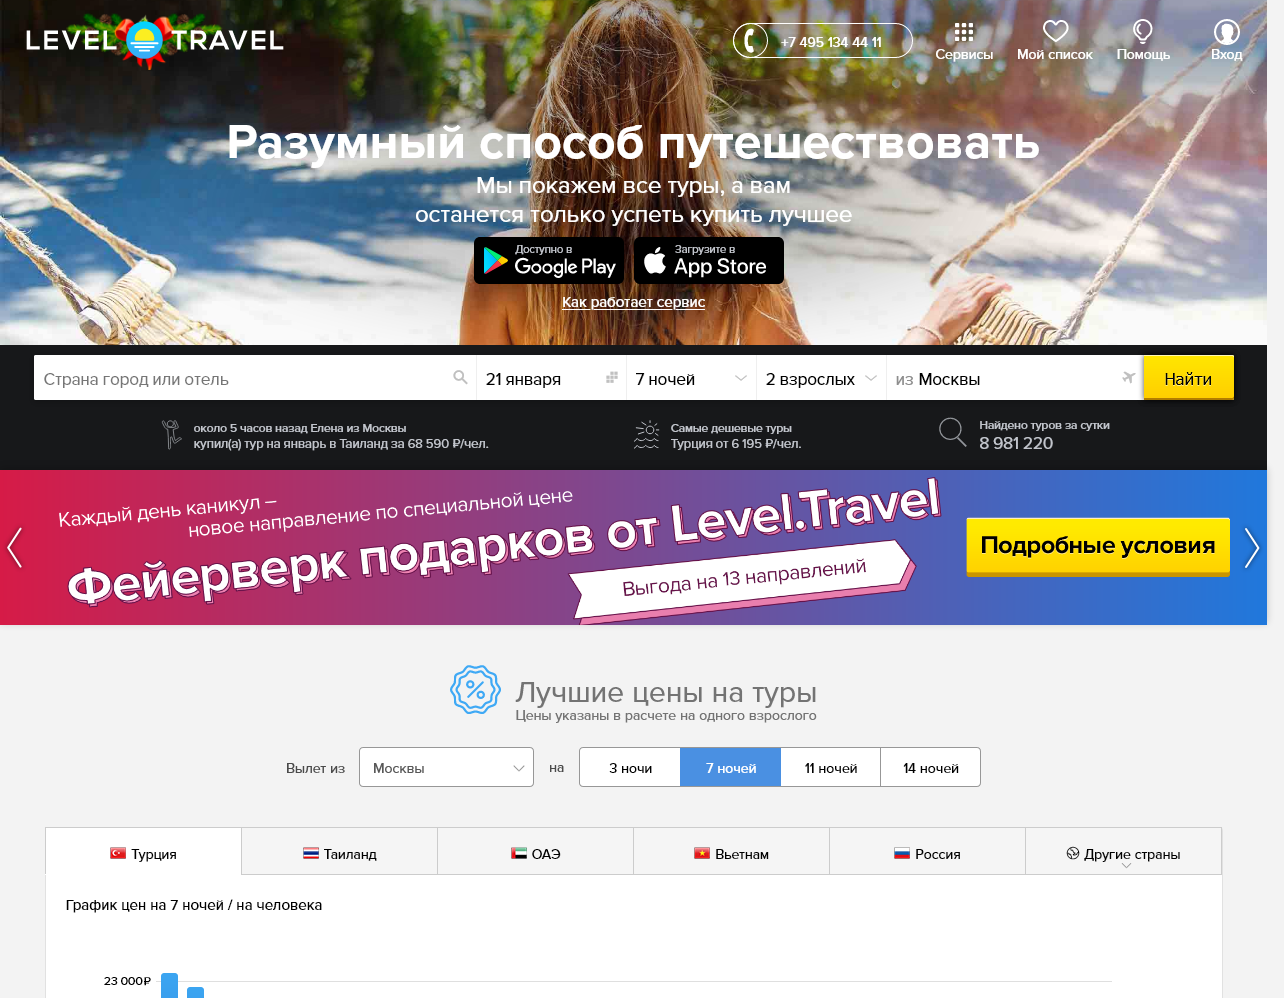 LEVEL TRAVEL
+7 495 134 44 11
Сервисы
Мой список
Помощь
Вход
Разумный способ путешествовать
Мы покажем все туры, а вам
останется только успеть купить лучшее
Доступно в
Google Play
Загрузите в
App Store
Как работает сервис
Страна город или отель
21 января
7 ночей
2 взрослых
из Москвы
Найти
около 5 часов назад Елена из Москвы
купил(а) тур на январь в Таиланд за 68 590 ₽/чел.
Самые дешевые туры
Турция от 6 195 ₽/чел.
Найдено туров за сутки
8 981 220
Каждый день каникул –
новое направление по специальной цене
Фейерверк подарков от Level.Travel
Выгода на 13 направлений
Подробные условия
Лучшие цены на туры
Цены указаны в расчете на одного взрослого
Вылет из
Москвы
на
3 ночи
7 ночей
11 ночей
14 ночей
Турция
Таиланд
ОАЭ
Вьетнам
Россия
Другие страны
График цен на 7 ночей / на человека
23 000₽